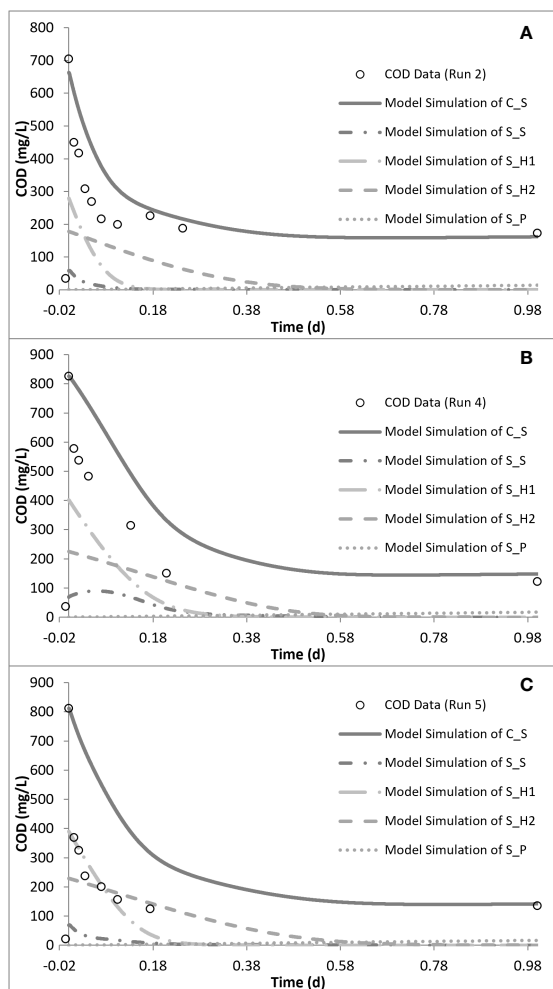 A
800
700
600
500
400
300
200
100
0
COD (mg/L)
-0.02 0.18 0.38 0.58 0.78 0.98
Time (d)
COD Data (Run 2)
Model Simulation of C_S
Model Simulation of S_S
Model Simulation of S_H1
Model Simulation of S_H2
Model Simulation of S_P
B
900
800
700
600
500
400
300
200
100
0
COD (mg/L)
-0.02 0.18 0.38 0.58 0.78 0.98
Time (d)
COD Data (Run 4)
Model Simulation of C_S
Model Simulation of S_S
Model Simulation of S_H1
Model Simulation of S_H2
Model Simulation of S_P
C
900
800
700
600
500
400
300
200
100
0
COD (mg/L)
-0.02 0.18 0.38 0.58 0.78 0.98
Time (d)
COD Data (Run 5)
Model Simulation of C_S
Model Simulation of S_S
Model Simulation of S_H1
Model Simulation of S_H2
Model Simulation of S_P